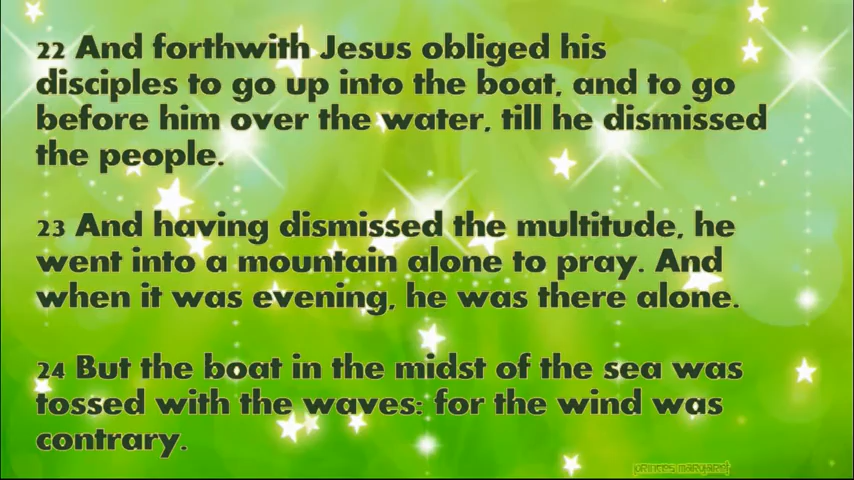 22 And forthwith Jesus obliged his
disciples to go up into the boat, and to go
before him over the water, till he dismissed
the people.
23 And having dismissed the multitude, he
went into a mountain alone to pray. And
when it was evening, he was there alone.
24 But the boat in the midst of the sea was
tossed with the waves: for the wind was
contrary.